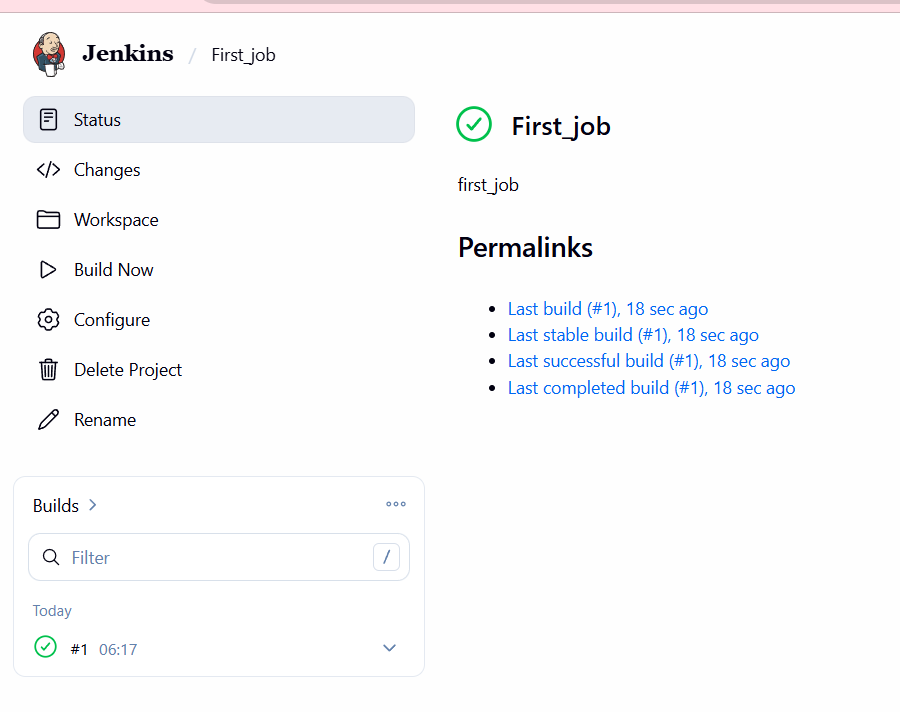 Jenkins / First_job
Status
Changes
Workspace
Build Now
Configure
Delete Project
Rename
Builds
Filter /
Today
#1 06:17
First_job
first_job
Permalinks
Last build (#1), 18 sec ago
Last stable build (#1), 18 sec ago
Last successful build (#1), 18 sec ago
Last completed build (#1), 18 sec ago